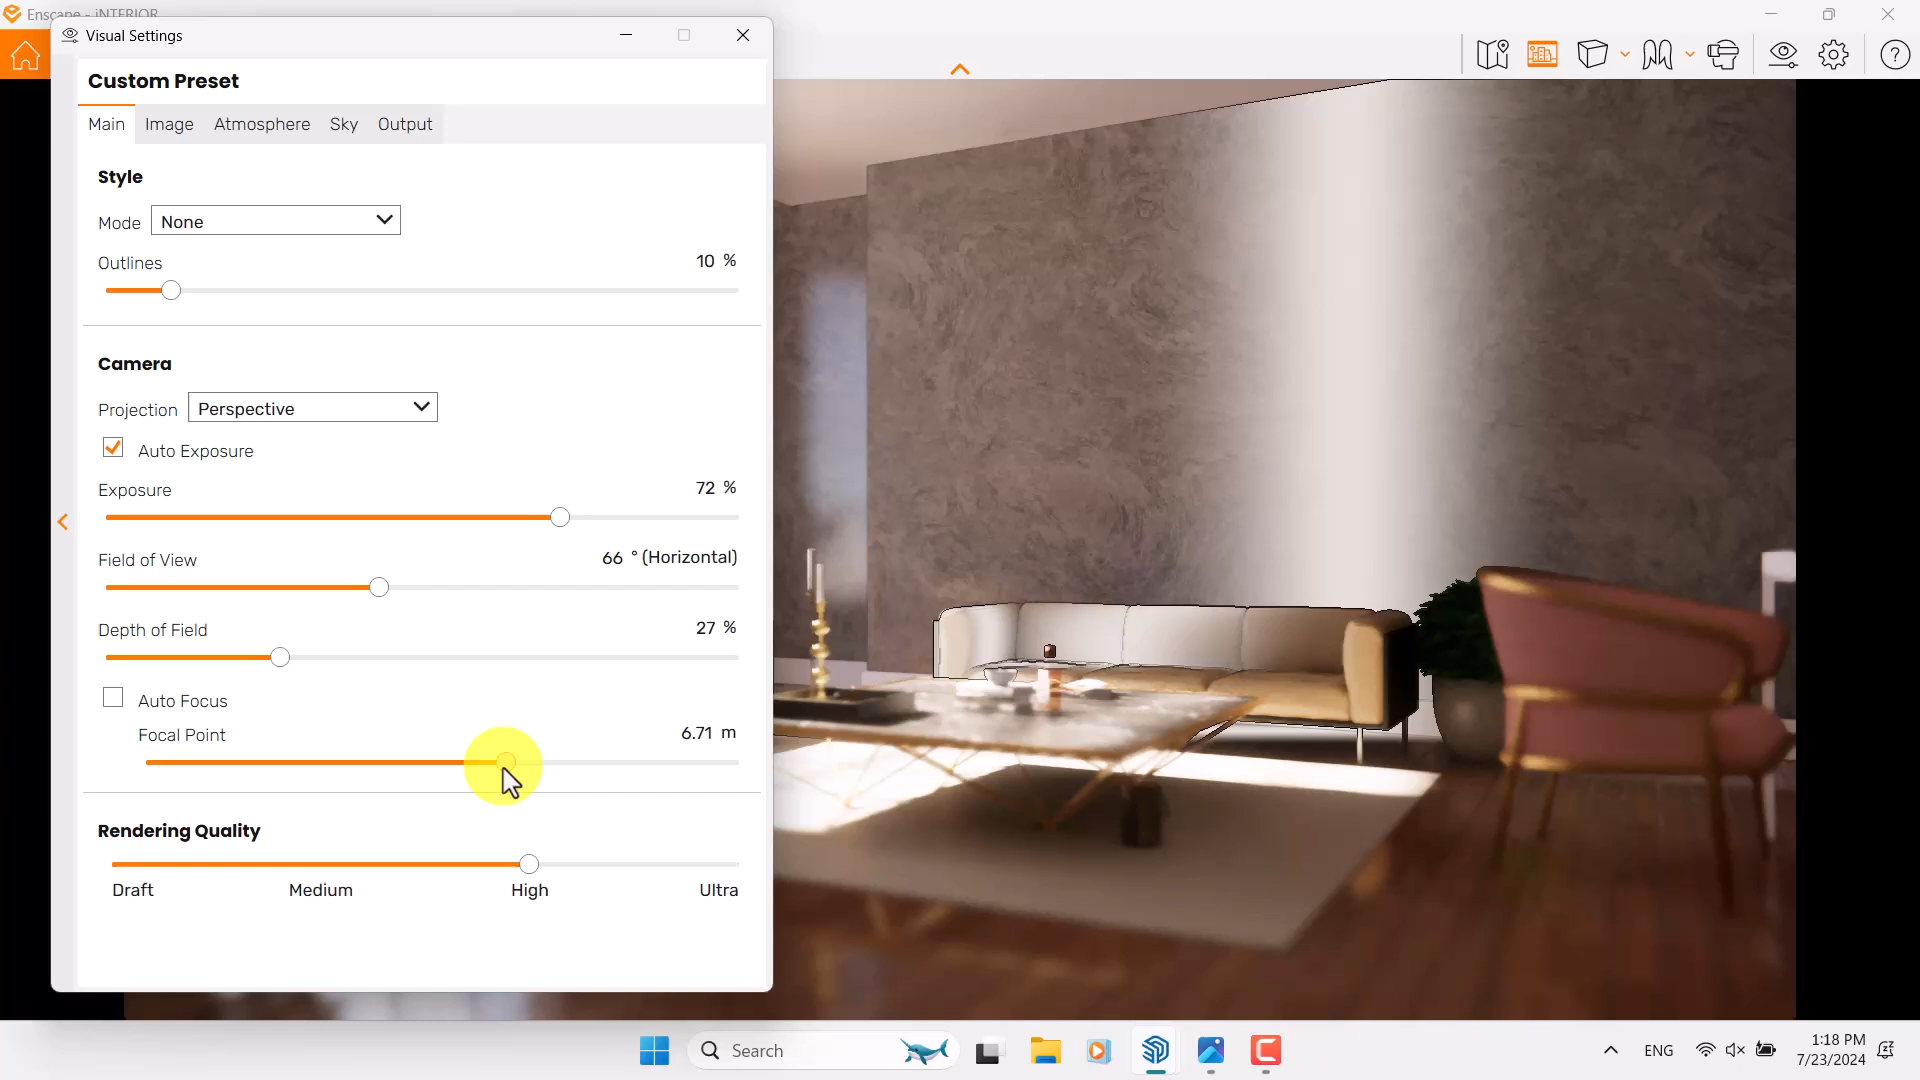 Enscape - iNTERIOR
Visual Settings
Custom Preset
Main Image Atmosphere Sky Output
Style
Mode None
Outlines 10 %
Camera
Projection Perspective
Auto Exposure
Exposure 72 %
Field of View 66 ° (Horizontal)
Depth of Field 27 %
Auto Focus
Focal Point 6.71 m
Rendering Quality
Draft Medium High Ultra
Search
ENG
1:18 PM
7/23/2024